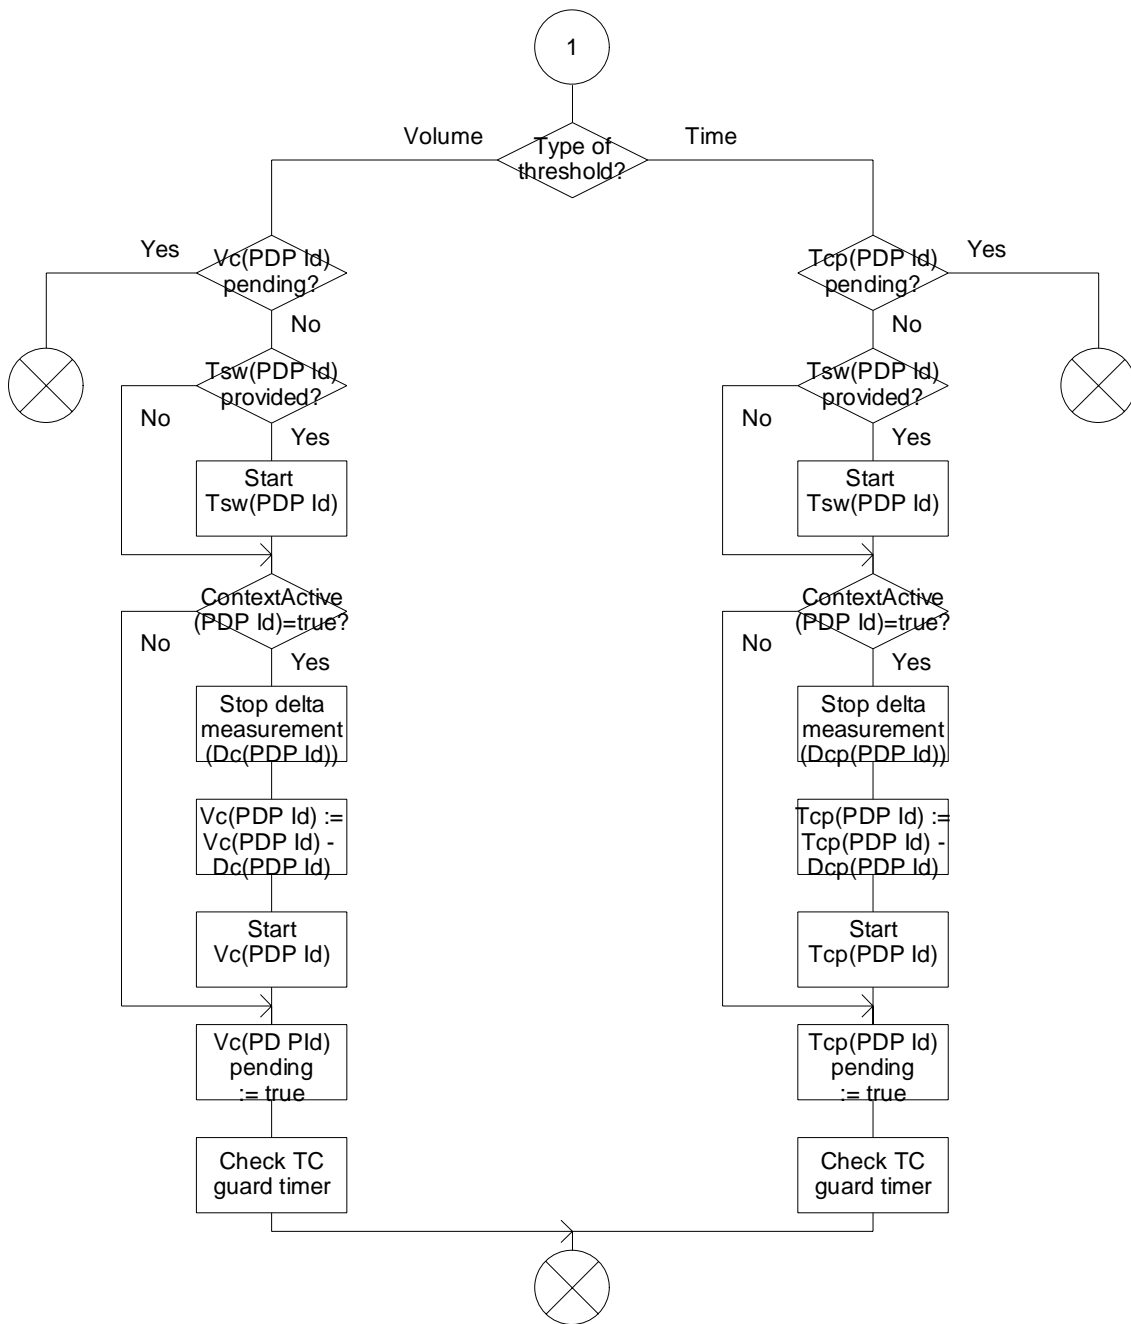 1
Volume
Type of
threshold?
Time
Yes
Vc(PDP Id)
pending?
No
Tsw(PDP Id)
provided?
No
Yes
Start
Tsw(PDP Id)
ContextActive
(PDP Id)=true?
No
Yes
Stop delta
measurement
(Dc(PDP Id))
Vc(PDP Id) :=
Vc(PDP Id) -
Dc(PDP Id)
Start
Vc(PDP Id)
Vc(PD PId)
pending
:= true
Check TC
guard timer
Tcp(PDP Id)
pending?
Yes
No
Tsw(PDP Id)
provided?
No
Yes
Start
Tsw(PDP Id)
ContextActive
(PDP Id)=true?
No
Yes
Stop delta
measurement
(Dcp(PDP Id))
Tcp(PDP Id) :=
Tcp(PDP Id) -
Dcp(PDP Id)
Start
Tcp(PDP Id)
Tcp(PDP Id)
pending
:= true
Check TC
guard timer